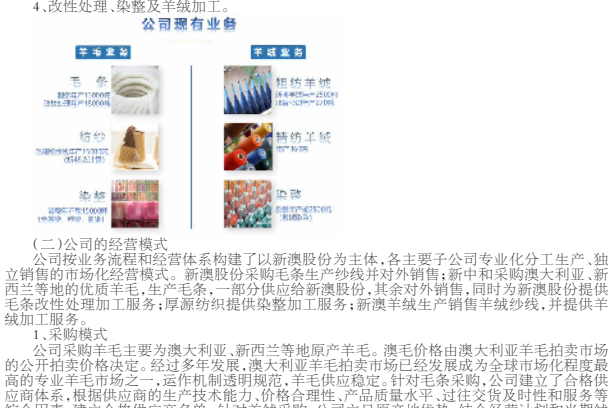 4、改性处理、染整及羊绒加工。
公司现有业务
羊毛业务
羊绒业务
毛 条
粗纺羊绒
纺纱
精纺羊绒
染整
染整
(二)公司的经营模式
公司按业务流程和经营体系构建了以新澳股份为主体,各主要子公司专业化分工生产、独
立销售的市场化经营模式。新澳股份采购毛条生产纱线并对外销售;新中和采购澳大利亚、新
西兰等地的优质羊毛,生产毛条,一部分供应给新澳股份,其余对外销售,同时为新澳股份提供
毛条改性处理加工服务;厚源纺织提供染整加工服务;新澳羊绒生产销售羊绒纱线,并提供羊
绒加工服务。
1、采购模式
公司采购羊毛主要为澳大利亚、新西兰等地原产羊毛。澳毛价格由澳大利亚羊毛拍卖市场
的公开拍卖价格决定。经过多年发展,澳大利亚羊毛拍卖市场已经发展成为全球市场化程度最
高的专业羊毛市场之一,运作机制透明规范,羊毛供应稳定。针对毛条采购,公司建立了合格供
应商体系,根据供应商的生产技术能力、价格合理性、产品质量水平、过往交货及时性和服务等